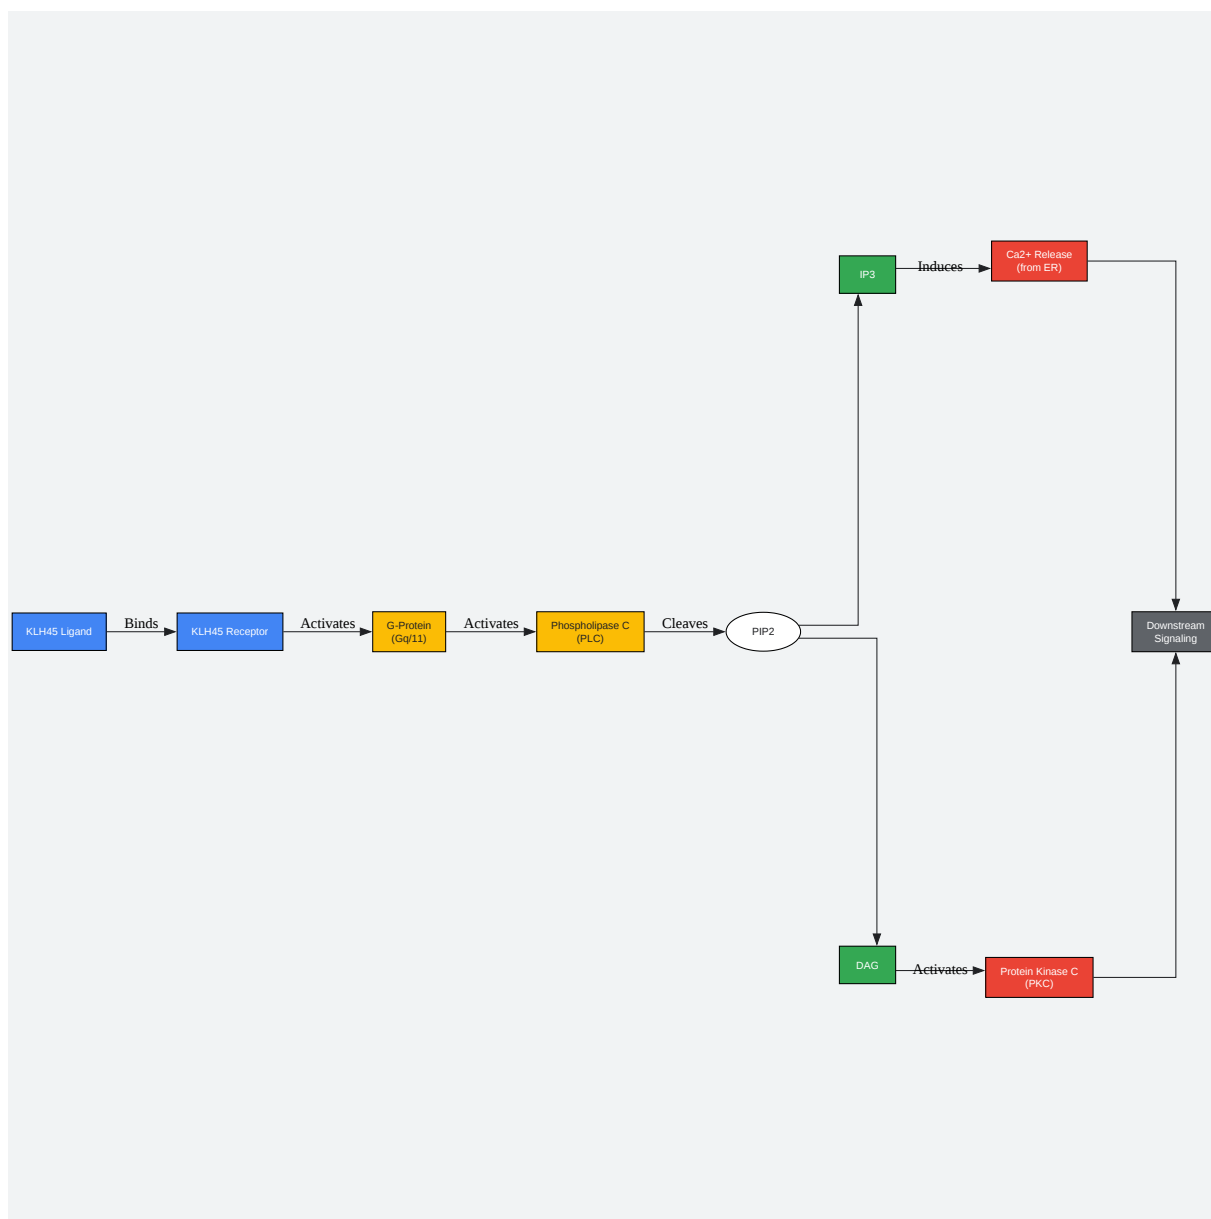 KLH45 Ligand
Binds
KLH45 Receptor
Activates
G-Protein
(Gq/11)
Activates
Phospholipase C
(PLC)
Cleaves
PIP2
IP3
Induces
Ca2+ Release
(from ER)
DAG
Activates
Protein Kinase C
(PKC)
Downstream
Signaling